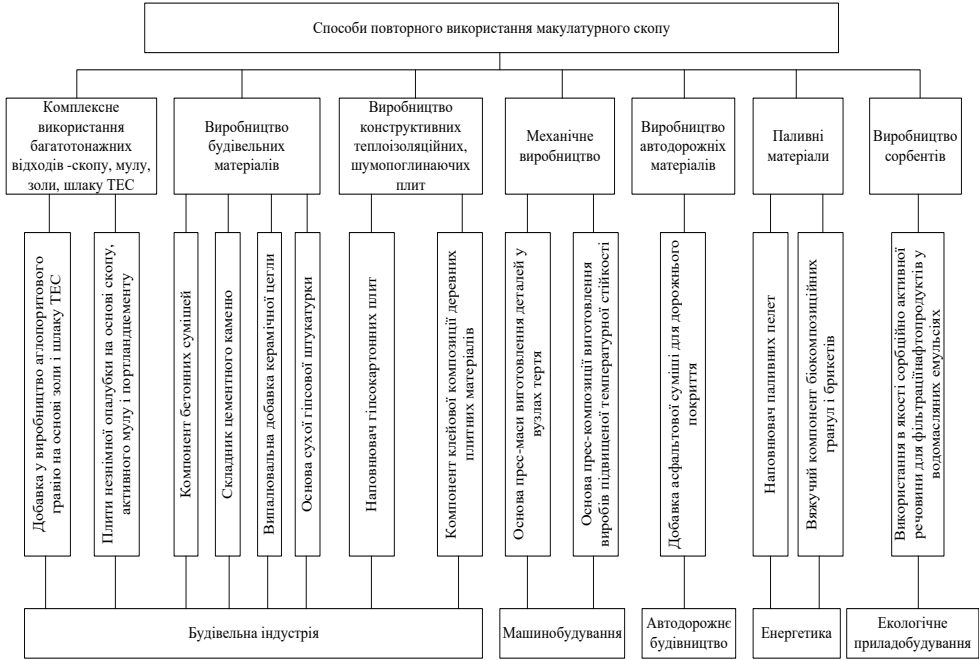 Способи повторного використання макулатурного скопу
Комплексне
використання
багатотонажних
відходів -скопу, мулу,
золи, шлаку ТЕС
Виробництво
будівельних
матеріалів
Виробництво
конструктивних
теплоізоляційних,
шумопоглинаючих
плит
Механічне
виробництво
Виробництво
автодорожніх
матеріалів
Паливні
матеріали
Виробництво
сорбентів
Добавка у виробництво аглопоритового
гравію на основі золи і шлаку ТЕС
Плити незнімної опалубки на основі скопу,
активного мулу і портландцементу
Компонент бетонних сумішей
Складник цементного каменю
Випалювальна добавка керамічної цегли
Основа сухої гіпсової штукатурки
Наповнювач гіпсокартонних плит
Компонент клейової композиції деревних
плитних матеріалів
Основа прес-маси виготовлення деталей у
вузлах тертя
Основа прес-композиції виготовлення
виробів підвищеної температурної стійкості
Добавка асфальтової суміші для дорожнього
покриття
Наповнювач паливних пелет
Вяжучий компонент біокомпозиційних
гранул і брикетів
Використання в якості сорбційно активної
речовини для фільтраціїнафтопродуктів у
водомасляних емульсіях
Будівельна індустрія
Машинобудування
Автодорожнє
будівництво
Енергетика
Екологічне
приладобудування